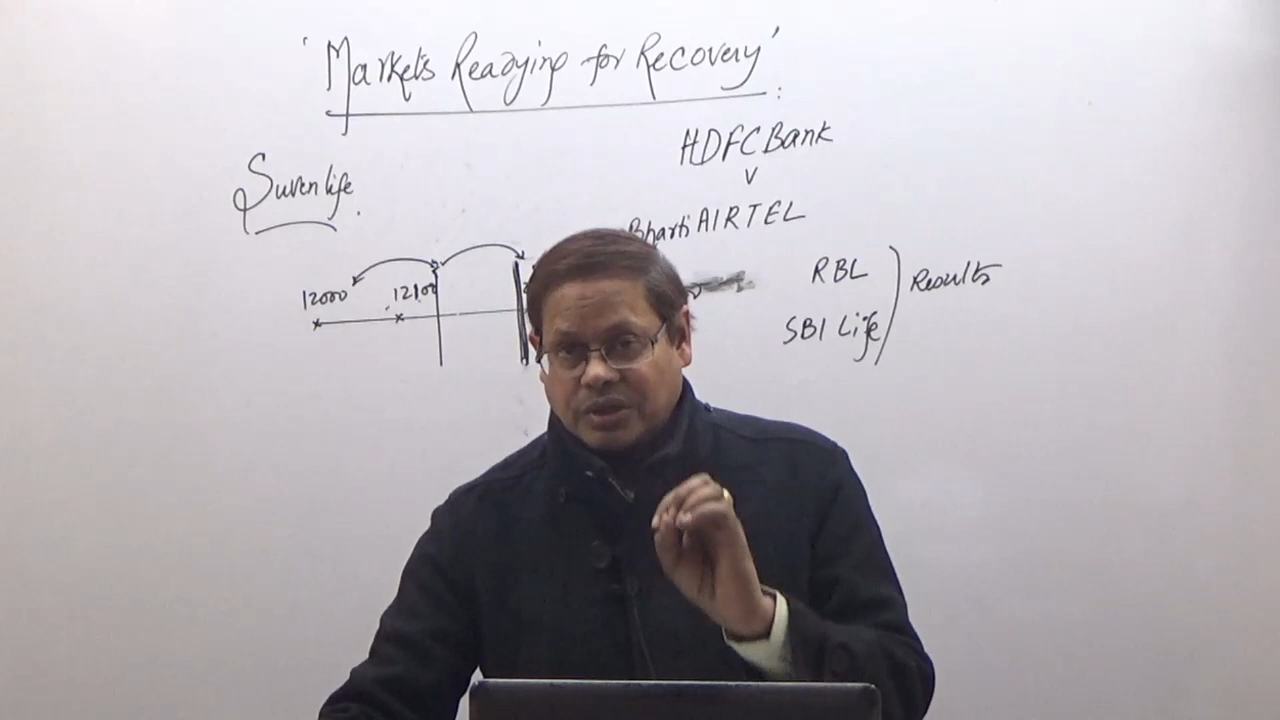 'Markets Readying for Recovery' :
HDFC Bank
v
Suven life.
Bharti AIRTEL
12000
12100
RBL
SBI Life
Results